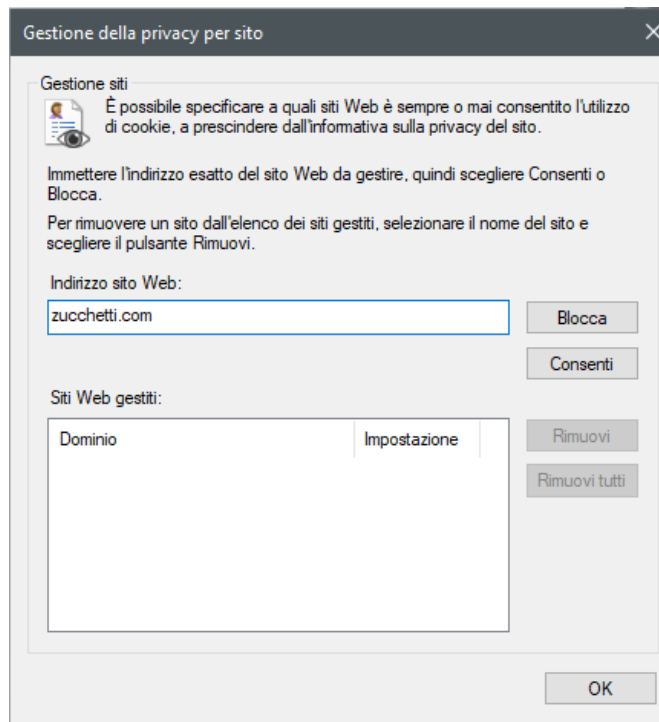 Gestione della privacy per sito
Gestione siti
È possibile specificare a quali siti Web è sempre o mai consentito l'utilizzo
di cookie, a prescindere dall'informativa sulla privacy del sito.
Immettere l'indirizzo esatto del sito Web da gestire, quindi scegliere Consenti o
Blocca.
Per rimuovere un sito dall'elenco dei siti gestiti, selezionare il nome del sito e
scegliere il pulsante Rimuovi.
Indirizzo sito Web:
zucchetti.com
Blocca
Consenti
Siti Web gestiti:
Dominio
Impostazione
Rimuovi
Rimuovi tutti
OK